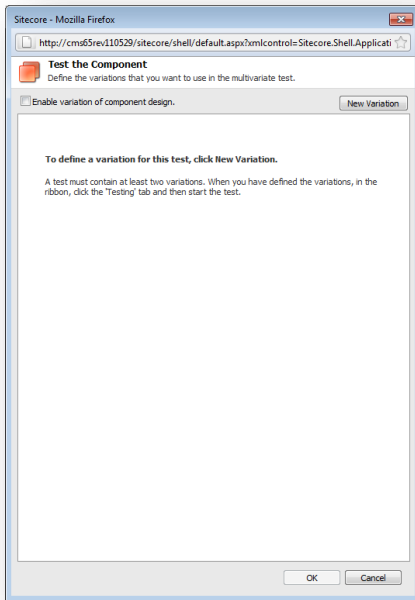 Sitecore - Mozilla Firefox
http://cms65rev110529/sitecore/shell/default.aspx?xmlcontrol=Sitecore.Shell.Applicati
Test the Component
Define the variations that you want to use in the multivariate test.
Enable variation of component design.
New Variation
To define a variation for this test, click New Variation.
A test must contain at least two variations. When you have defined the variations, in the
ribbon, click the 'Testing' tab and then start the test.
OK
Cancel